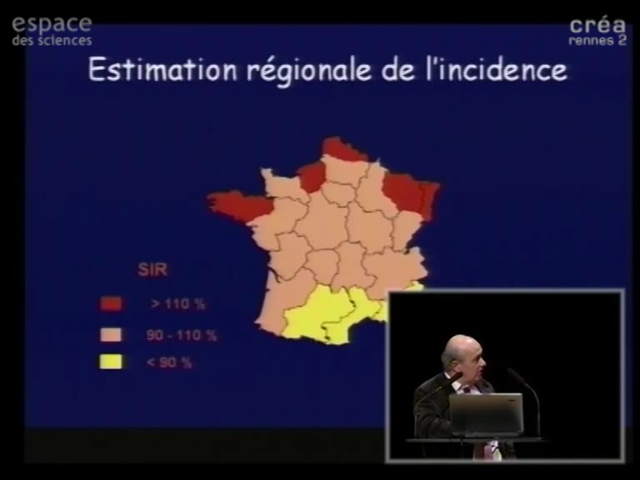 espace
des sciences
créa
rennes 2
Estimation régionale de l'incidence
SIR
> 110 %
90 - 110 %
< 90 %